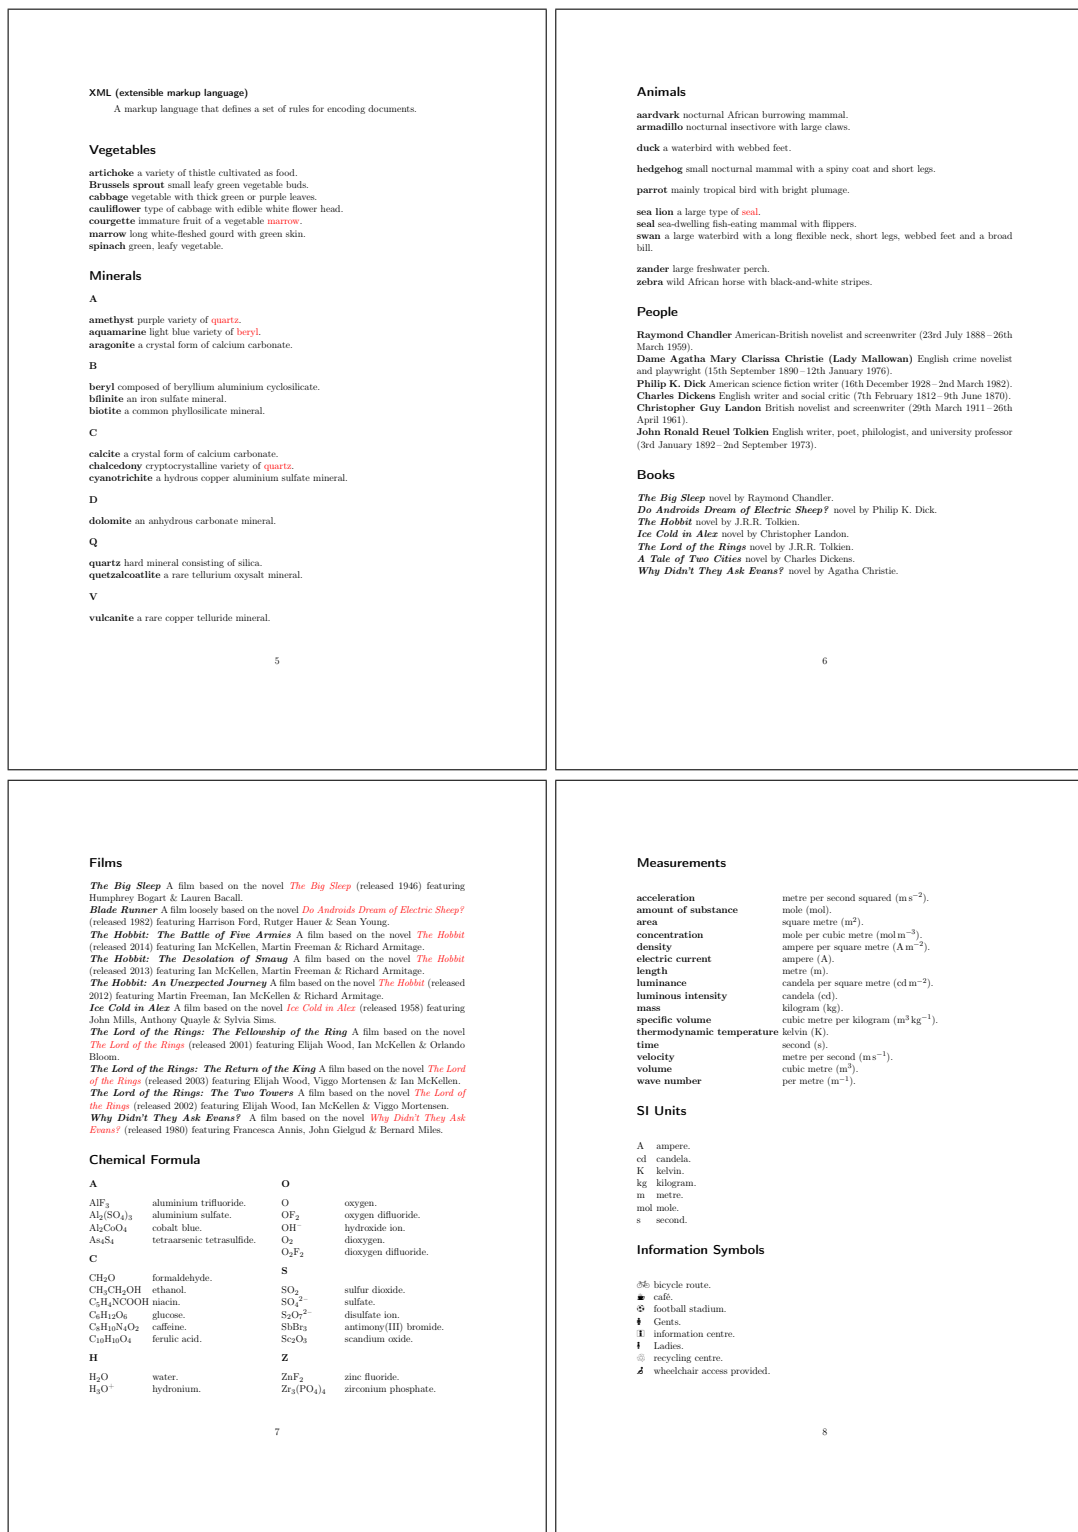 XML (extensible markup language)
A markup language that defines a set of rules for encoding documents.
Vegetables
artichoke a variety of thistle cultivated as food.
Brussels sprout small leafy green vegetable buds.
cabbage vegetable with thick green or purple leaves.
cauliflower type of cabbage with edible white flower head.
courgette immature fruit of a vegetable marrow.
marrow long white-fleshed gourd with green skin.
spinach green, leafy vegetable.
Minerals
A
amethyst purple variety of quartz.
aquamarine light blue variety of beryl.
aragonite a crystal form of calcium carbonate.
B
beryl composed of beryllium aluminium cyclosilicate.
bílinite an iron sulfate mineral.
biotite a common phyllosilicate mineral.
C
calcite a crystal form of calcium carbonate.
chalcedony cryptocrystalline variety of quartz.
cyanotrichite a hydrous copper aluminium sulfate mineral.
D
dolomite an anhydrous carbonate mineral.
Q
quartz hard mineral consisting of silica.
quetzalcoatlite a rare tellurium oxysalt mineral.
V
vulcanite a rare copper telluride mineral.
5
Animals
aardvark nocturnal African burrowing mammal.
armadillo nocturnal insectivore with large claws.
duck a waterbird with webbed feet.
hedgehog small nocturnal mammal with a spiny coat and short legs.
parrot mainly tropical bird with bright plumage.
sea lion a large type of seal.
seal sea-dwelling fish-eating mammal with flippers.
swan a large waterbird with a long flexible neck, short legs, webbed feet and a broad
bill.
zander large freshwater perch.
zebra wild African horse with black-and-white stripes.
People
Raymond Chandler American-British novelist and screenwriter (23rd July 1888 – 26th
March 1959).
Dame Agatha Mary Clarissa Christie (Lady Mallowan) English crime novelist
and playwright (15th September 1890 – 12th January 1976).
Philip K. Dick American science fiction writer (16th December 1928 – 2nd March 1982).
Charles Dickens English writer and social critic (7th February 1812 – 9th June 1870).
Christopher Guy Landon British novelist and screenwriter (29th March 1911 – 26th
April 1961).
John Ronald Reuel Tolkien English writer, poet, philologist, and university professor
(3rd January 1892 – 2nd September 1973).
Books
The Big Sleep novel by Raymond Chandler.
Do Androids Dream of Electric Sheep? novel by Philip K. Dick.
The Hobbit novel by J.R.R. Tolkien.
Ice Cold in Alex novel by Christopher Landon.
The Lord of the Rings novel by J.R.R. Tolkien.
A Tale of Two Cities novel by Charles Dickens.
Why Didn't They Ask Evans? novel by Agatha Christie.
6
Films
The Big Sleep A film based on the novel The Big Sleep (released 1946) featuring
Humphrey Bogart & Lauren Bacall.
Blade Runner A film loosely based on the novel Do Androids Dream of Electric Sheep?
(released 1982) featuring Harrison Ford, Rutger Hauer & Sean Young.
The Hobbit: The Battle of Five Armies A film based on the novel The Hobbit
(released 2014) featuring Ian McKellen, Martin Freeman & Richard Armitage.
The Hobbit: The Desolation of Smaug A film based on the novel The Hobbit
(released 2013) featuring Ian McKellen, Martin Freeman & Richard Armitage.
The Hobbit: An Unexpected Journey A film based on the novel The Hobbit (released
2012) featuring Martin Freeman, Ian McKellen & Richard Armitage.
Ice Cold in Alex A film based on the novel Ice Cold in Alex (released 1958) featuring
John Mills, Anthony Quayle & Sylvia Sims.
The Lord of the Rings: The Fellowship of the Ring A film based on the novel
The Lord of the Rings (released 2001) featuring Elijah Wood, Ian McKellen & Orlando
Bloom.
The Lord of the Rings: The Return of the King A film based on the novel The Lord
of the Rings (released 2003) featuring Elijah Wood, Viggo Mortensen & Ian McKellen.
The Lord of the Rings: The Two Towers A film based on the novel The Lord of
the Rings (released 2002) featuring Elijah Wood, Ian McKellen & Viggo Mortensen.
Why Didn't They Ask Evans? A film based on the novel Why Didn't They Ask
Evans? (released 1980) featuring Francesca Annis, John Gielgud & Bernard Miles.
Chemical Formula
A
AlF₃ aluminium trifluoride.
Al₂(SO₄)₃ aluminium sulfate.
Al₂CoO₄ cobalt blue.
As₄S₄ tetraarsenic tetrasulfide.
C
CH₂O formaldehyde.
CH₃CH₂OH ethanol.
C₅H₄NCOOH niacin.
C₆H₁₂O₆ glucose.
C₈H₁₀N₄O₂ caffeine.
C₁₀H₁₀O₄ ferulic acid.
H
H₂O water.
H₃O⁺ hydronium.
O
O oxygen.
OF₂ oxygen difluoride.
OH⁻ hydroxide ion.
O₂ dioxygen.
O₂F₂ dioxygen difluoride.
S
SO₂ sulfur dioxide.
SO₄²⁻ sulfate.
S₂O₇²⁻ disulfate ion.
SbBr₃ antimony(III) bromide.
Sc₂O₃ scandium oxide.
Z
ZnF₂ zinc fluoride.
Zr₃(PO₄)₄ zirconium phosphate.
7
Measurements
acceleration metre per second squared (m s⁻²).
amount of substance mole (mol).
area square metre (m²).
concentration mole per cubic metre (mol m⁻³).
density ampere per square metre (A m⁻²).
electric current ampere (A).
length metre (m).
luminance candela per square metre (cd m⁻²).
luminous intensity candela (cd).
mass kilogram (kg).
specific volume cubic metre per kilogram (m³ kg⁻¹).
thermodynamic temperature kelvin (K).
time second (s).
velocity metre per second (m s⁻¹).
volume cubic metre (m³).
wave number per metre (m⁻¹).
SI Units
A ampere.
cd candela.
K kelvin.
kg kilogram.
m metre.
mol mole.
s second.
Information Symbols
bicycle route.
café.
football stadium.
Gents.
information centre.
Ladies.
recycling centre.
wheelchair access provided.
8